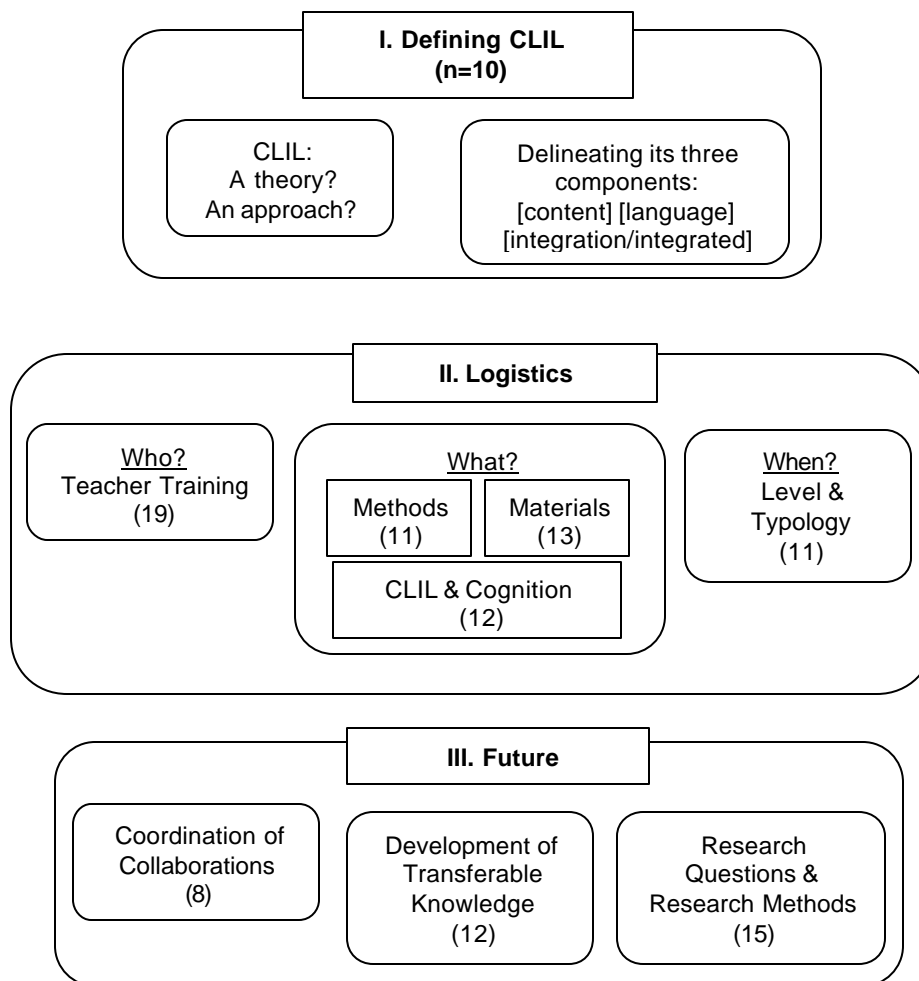 I. Defining CLIL
(n=10)
CLIL:
A theory?
An approach?
Delineating its three
components:
[content] [language]
[integration/integrated]
II. Logistics
Who?
Teacher Training
(19)
What?
Methods
(11)
Materials
(13)
CLIL & Cognition
(12)
When?
Level &
Typology
(11)
III. Future
Coordination of
Collaborations
(8)
Development of
Transferable
Knowledge
(12)
Research
Questions &
Research Methods
(15)